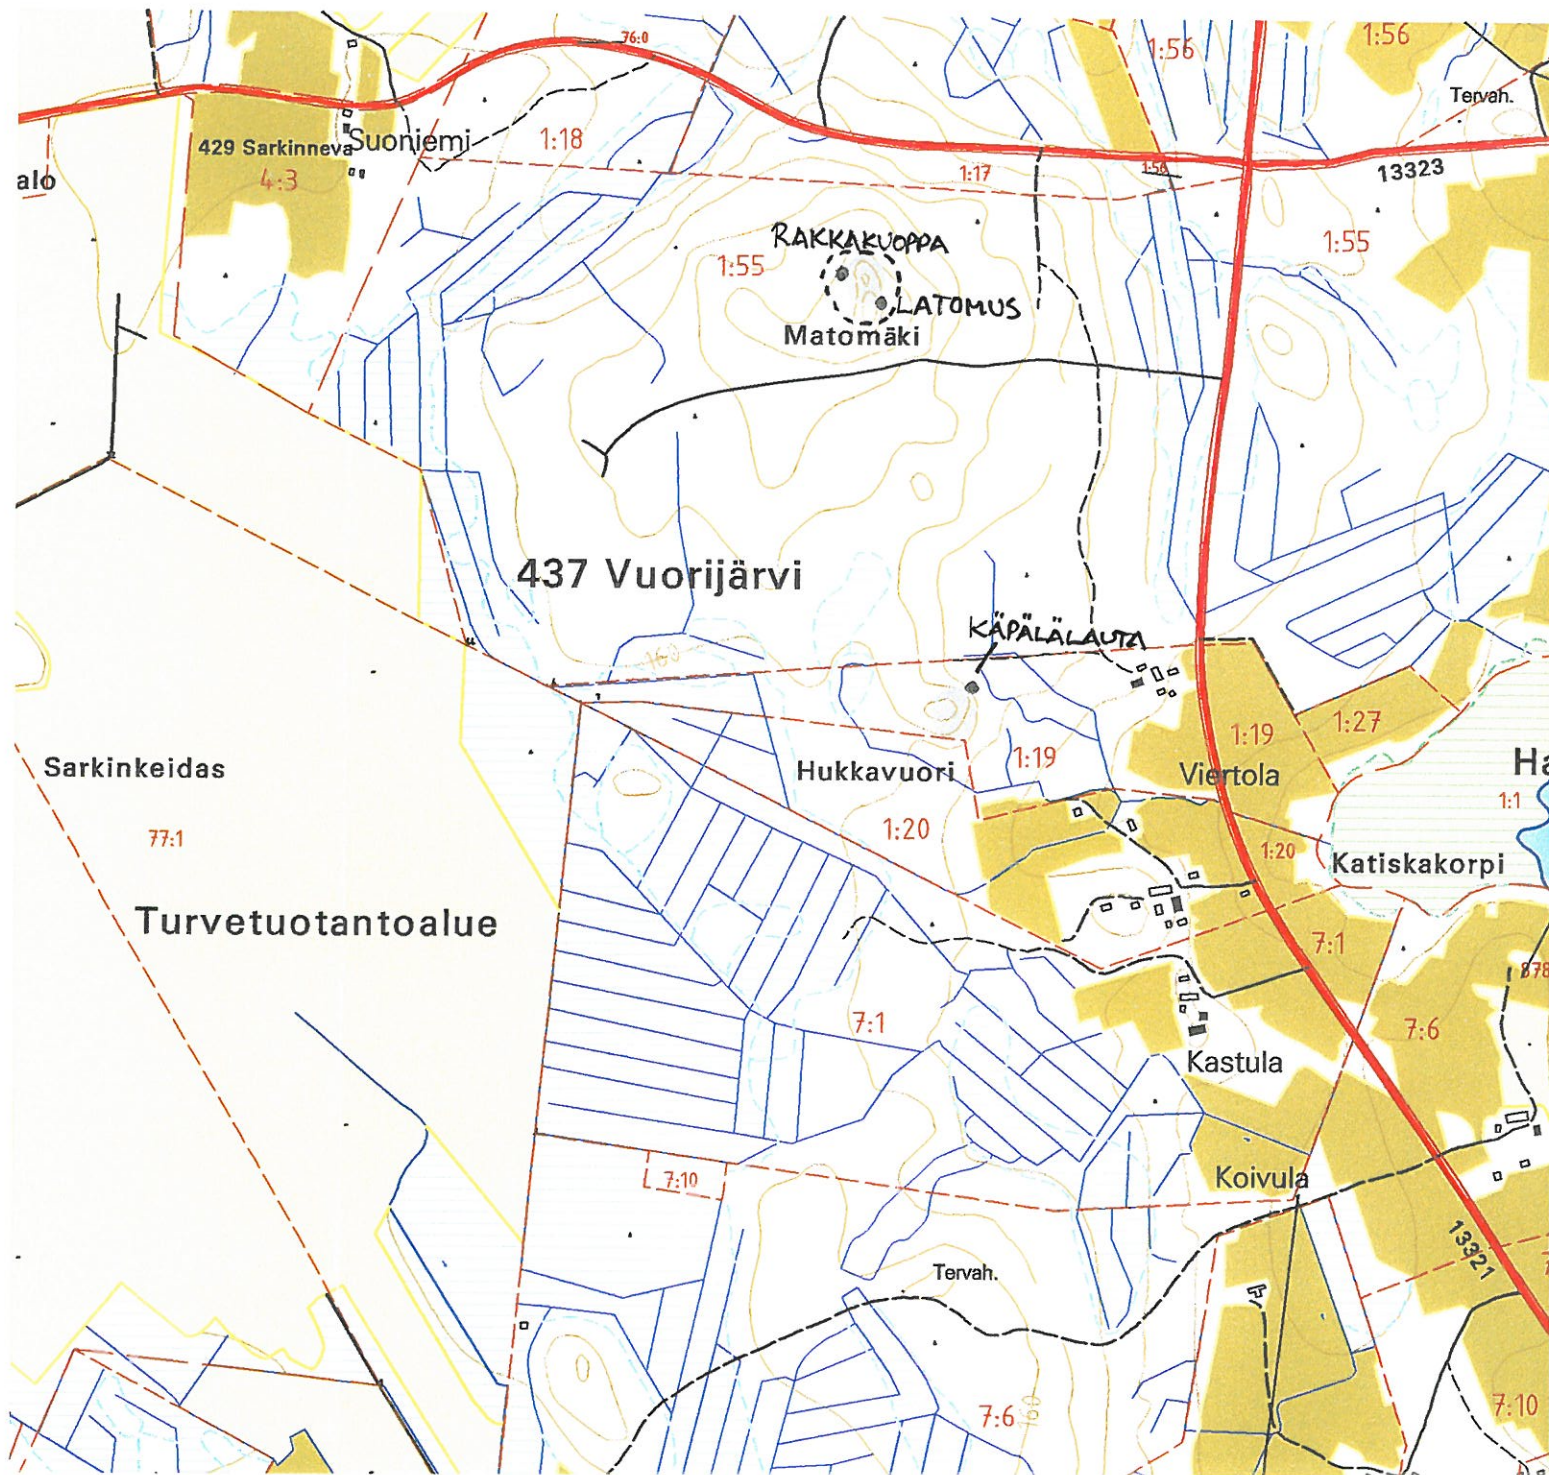 76:0
1:56
1:56
Tervah.
429 Sarkinneva
Suoniemi
1:18
4:3
alo
1:17
1:56
13323
RAKKAKUOPPA
1:55
1:55
LATOMUS
Matomäki
437 Vuorijärvi
KÄPÄLÄLAUTA
160
1:19
1:27
1:19
Sarkinkeidas
Hukkavuori
Viertola
Ha
1:1
77:1
1:20
1:20
Katiskakorpi
Turvetuotantoalue
7:1
878
7:1
7:6
Kastula
7:10
Koivula
13321
Tervah.
7:6
160
7:10